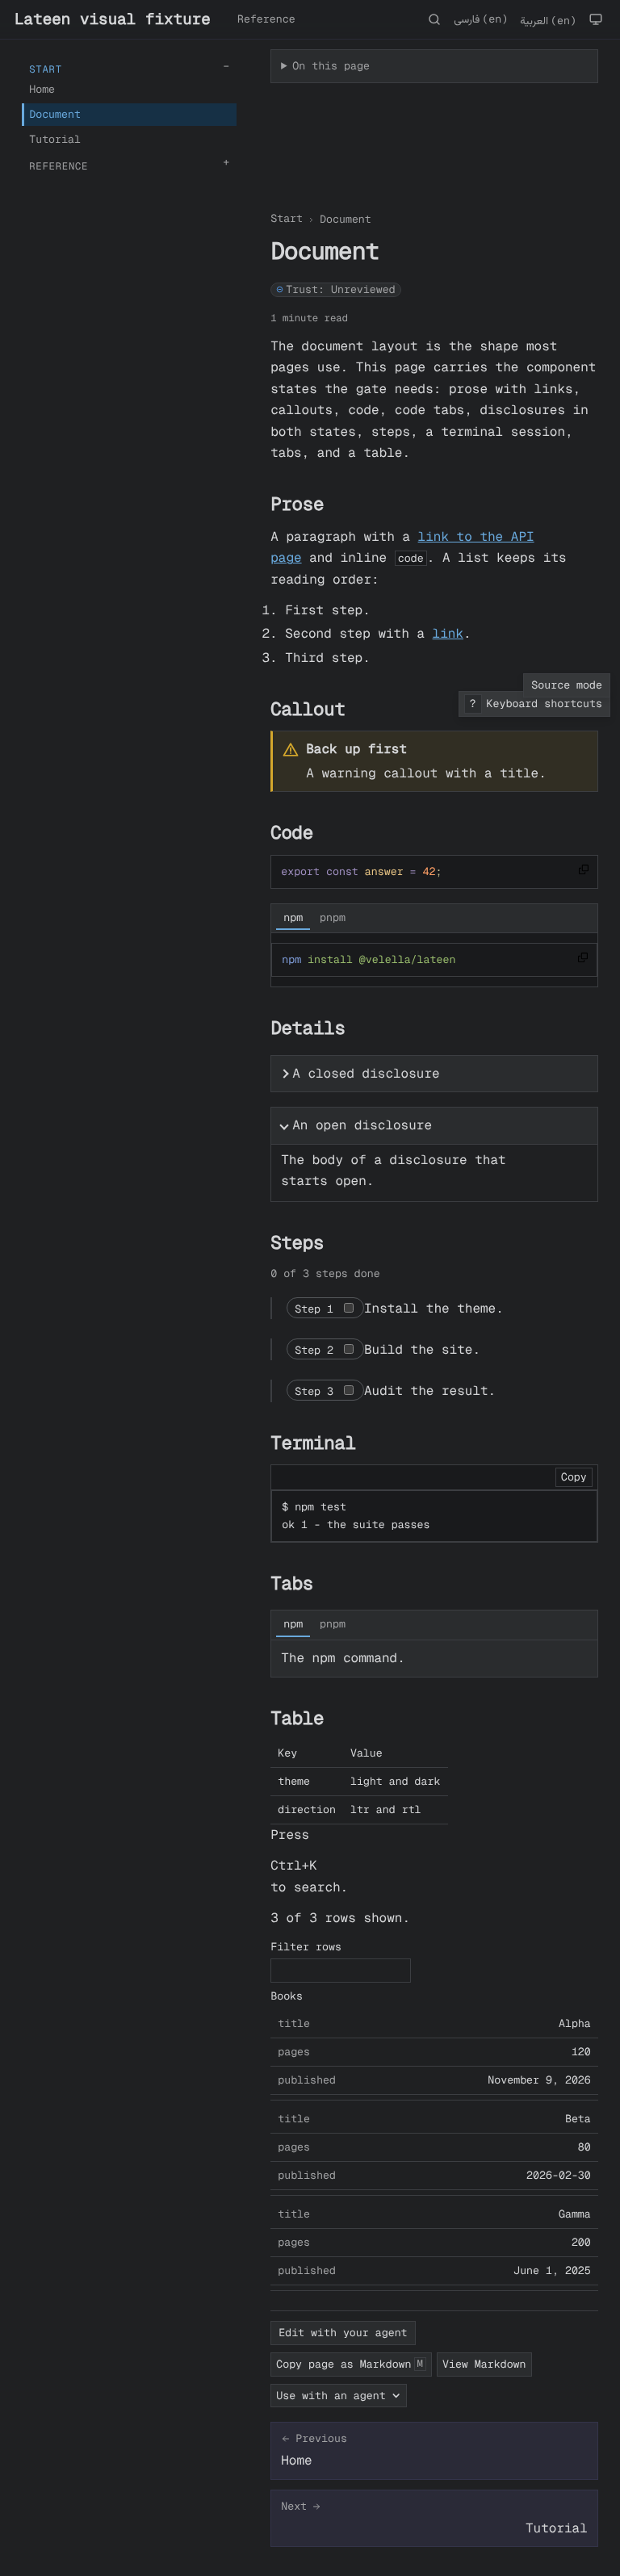 Lateen visual fixture
Reference
فارسی (en)
العربية (en)
START
−
Home
Document
Tutorial
REFERENCE
+
On this page
Start › Document
Document
Trust: Unreviewed
1 minute read
The document layout is the shape most
pages use. This page carries the component
states the gate needs: prose with links,
callouts, code, code tabs, disclosures in
both states, steps, a terminal session,
tabs, and a table.
Prose
A paragraph with a link to the API
page and inline code. A list keeps its
reading order:
1. First step.
2. Second step with a link.
3. Third step.
Source mode
? Keyboard shortcuts
Callout
Back up first
A warning callout with a title.
Code
export const answer = 42;
npm pnpm
npm install @velella/lateen
Details
A closed disclosure
An open disclosure
The body of a disclosure that
starts open.
Steps
0 of 3 steps done
Step 1 Install the theme.
Step 2 Build the site.
Step 3 Audit the result.
Terminal
Copy
$ npm test
ok 1 - the suite passes
Tabs
npm pnpm
The npm command.
Table
Key Value
theme light and dark
direction ltr and rtl
Press
Ctrl+K
to search.
3 of 3 rows shown.
Filter rows
Books
title Alpha
pages 120
published November 9, 2026
title Beta
pages 80
published 2026-02-30
title Gamma
pages 200
published June 1, 2025
Edit with your agent
Copy page as Markdown M View Markdown
Use with an agent
← Previous
Home
Next →
Tutorial